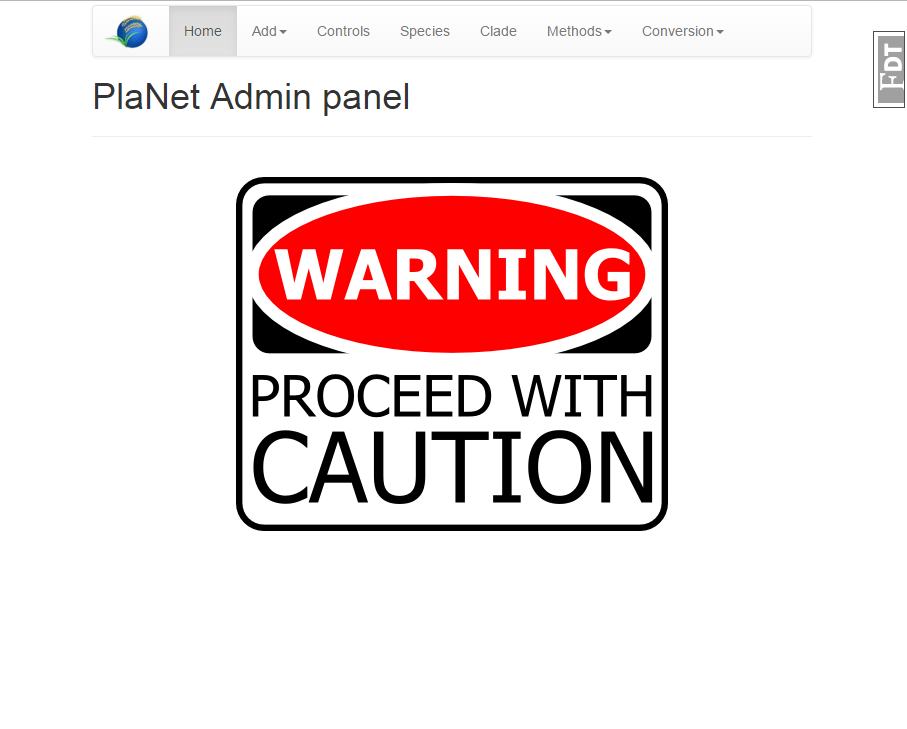 Home Add Controls Species Clade Methods Conversion
PlaNet Admin panel
FDT
WARNING
PROCEED WITH
CAUTION